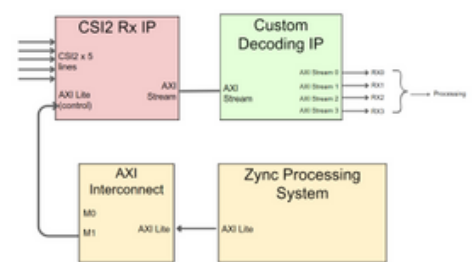 CSI2 Rx IP
CSI2 x 5
lines
AXI Lite
(control)
AXI
Stream
Custom
Decoding IP
AXI
Stream
AXI Stream 0
AXI Stream 1
AXI Stream 2
AXI Stream 3
RX0
RX1
RX2
RX3
Processing
AXI
Interconnect
M0
M1
AXI Lite
Zync Processing
System
AXI Lite